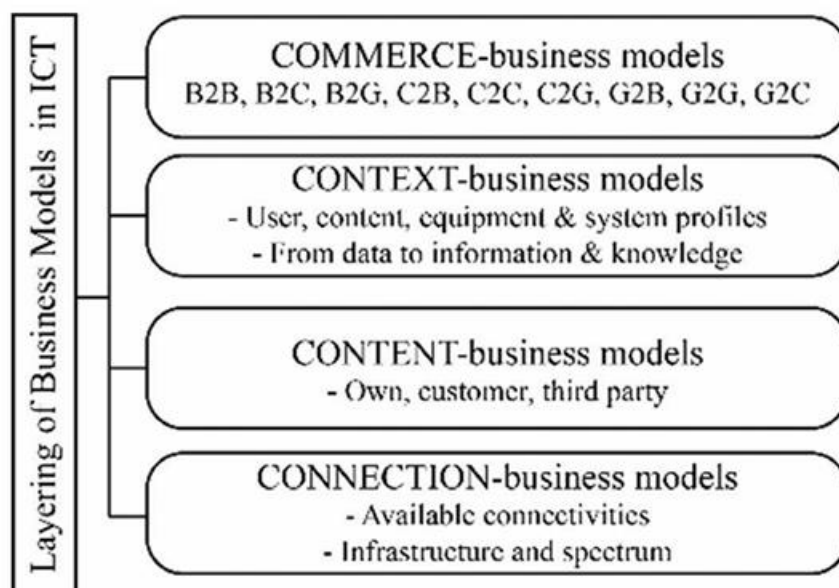 Layering of Business Models in ICT
COMMERCE-business models
B2B, B2C, B2G, C2B, C2C, C2G, G2B, G2G, G2C
CONTEXT-business models
- User, content, equipment & system profiles
- From data to information & knowledge
CONTENT-business models
- Own, customer, third party
CONNECTION-business models
- Available connectivities
- Infrastructure and spectrum